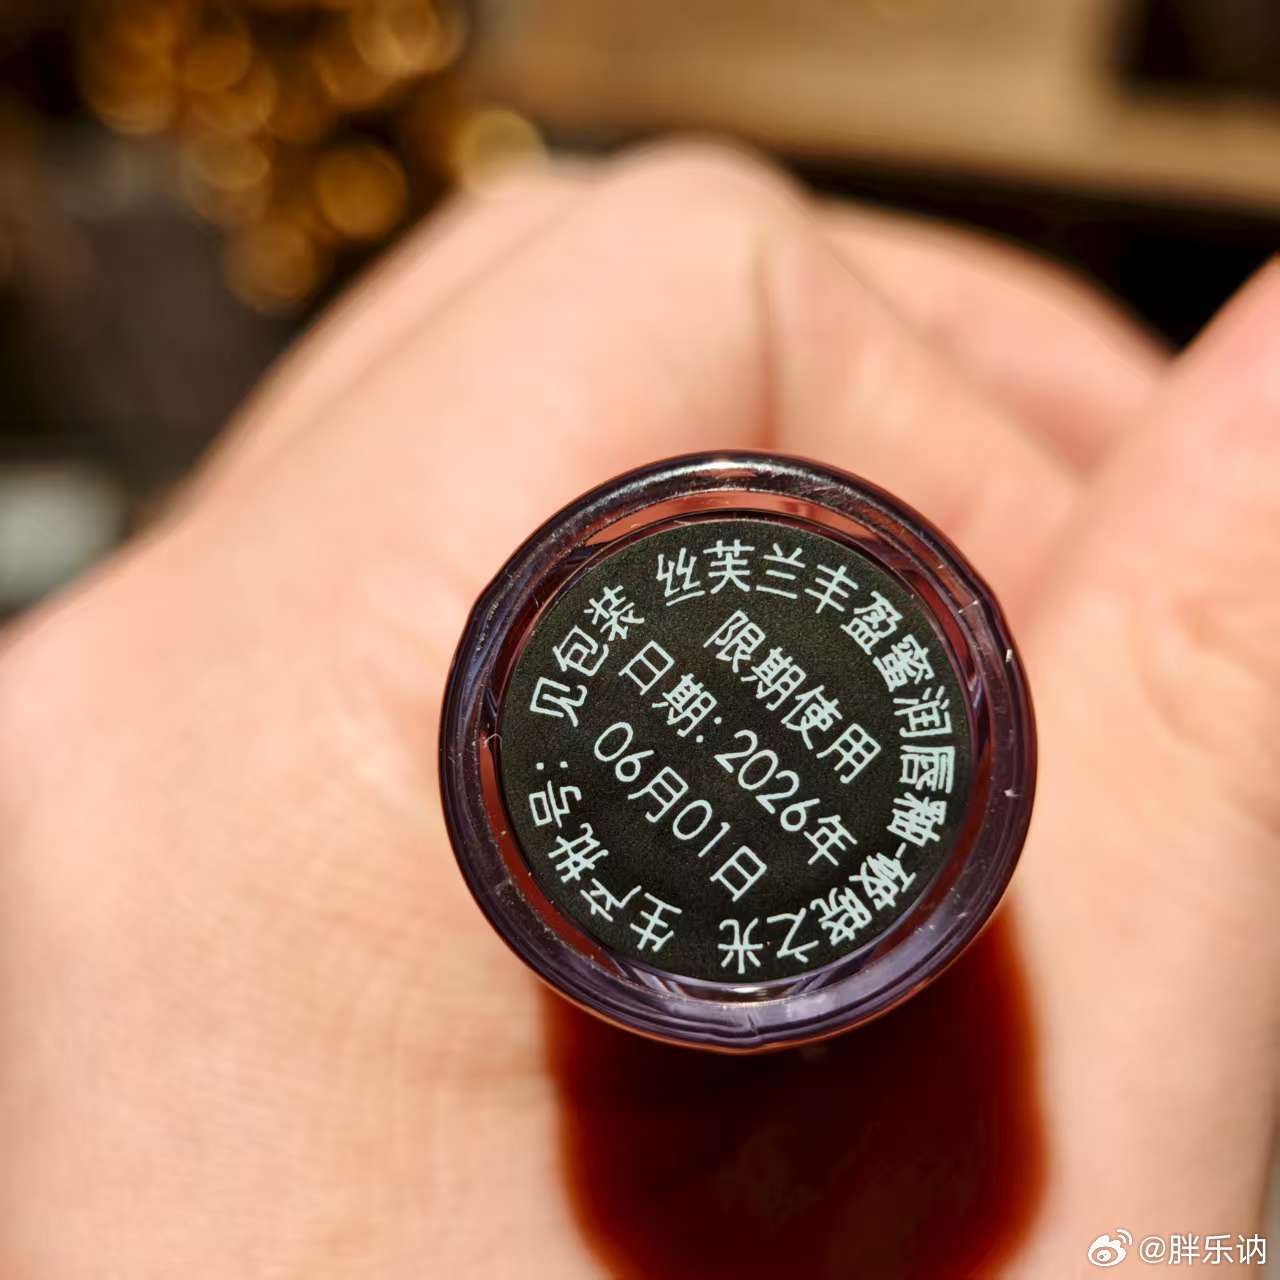 丝芙兰丰盈蜜润唇釉-破晓之光
生产批号：见包装
限期使用
日期：2026年
06月01日
@胖乐讷